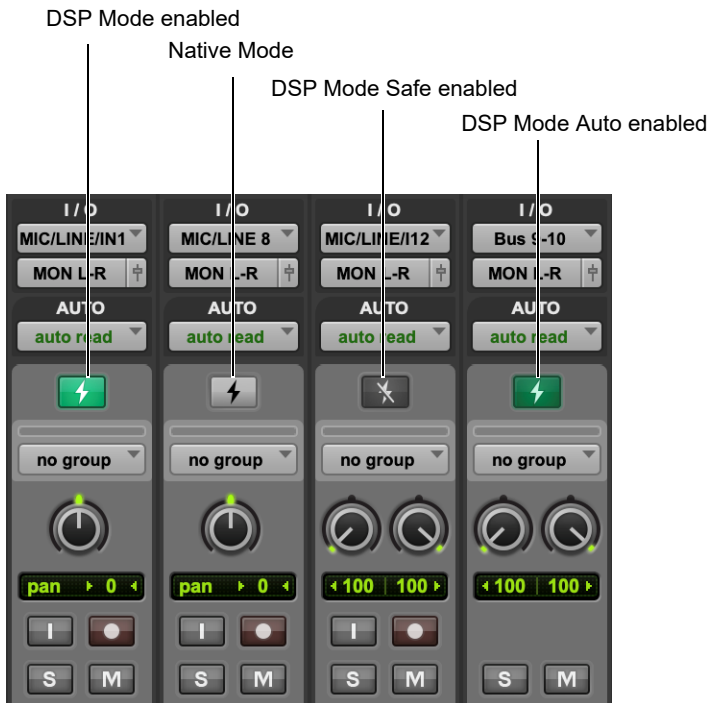 DSP Mode enabled
Native Mode
DSP Mode Safe enabled
DSP Mode Auto enabled
I / O I / O I / O I / O
MIC/LINE/IN1 MIC/LINE 8 MIC/LINE/I12 Bus 9-10
MON L-R MON L-R MON L-R MON L-R
AUTO AUTO AUTO AUTO
auto read auto read auto read auto read
no group no group no group no group
pan 0 pan 0 100 100 100 100
I I I
S M S M S M S M